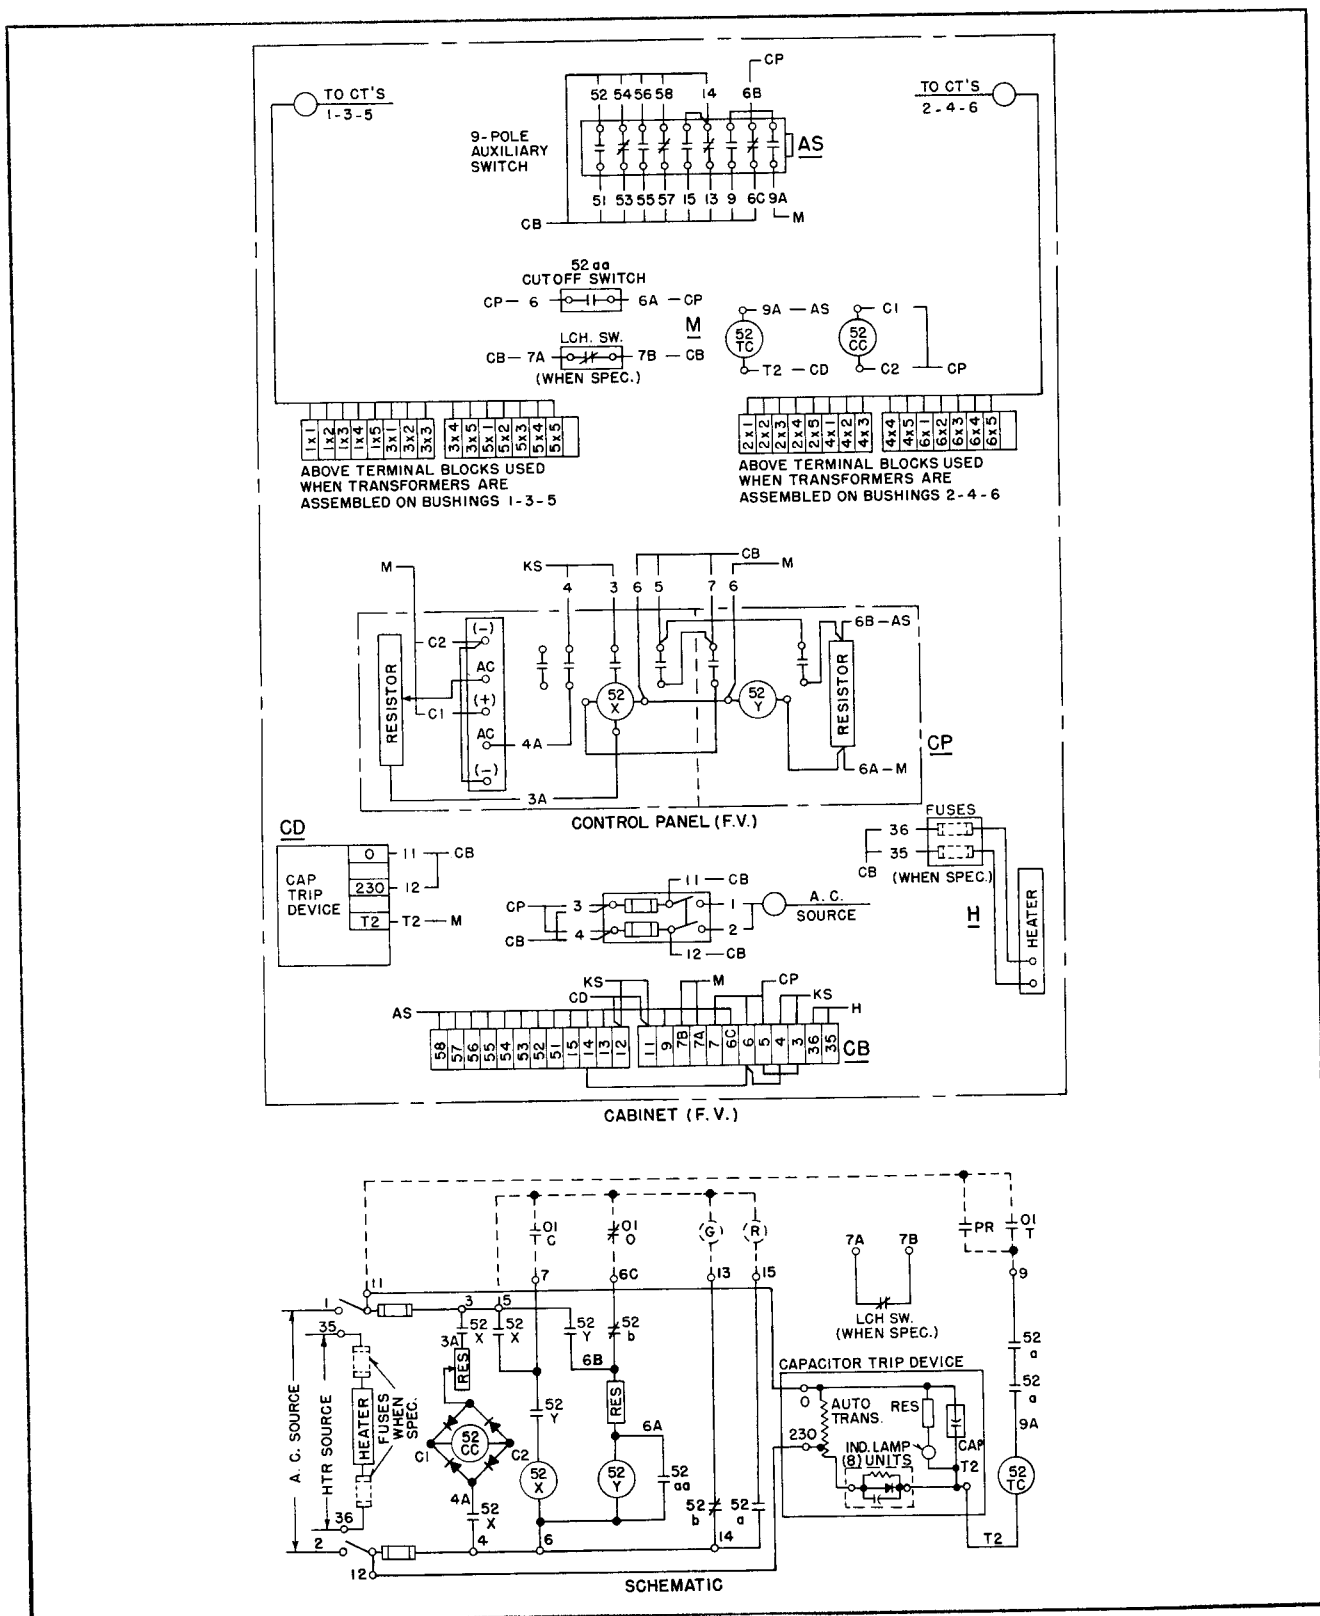 CP
TO CT'S
1-3-5
52 54 56 58 14 6B
TO CT'S
2-4-6
9-POLE
AUXILIARY
SWITCH
AS
51 53 55 57 15 13 9 6C 9A
CB
M
52 aa
CUTOFF SWITCH
CP 6 6A CP
M
LCH. SW.
CB 7A 7B CB
(WHEN SPEC.)
9A AS
52
TC
T2 CD
C1
52
CC
C2 CP
1x1 1x2 1x3 1x4 1x5 3x1 3x2 3x3 3x4 3x5 5x1 5x2 5x3 5x4 5x5
2x1 2x2 2x3 2x4 2x5 4x1 4x2 4x3 4x4 4x5 6x1 6x2 6x3 6x4 6x5
ABOVE TERMINAL BLOCKS USED
WHEN TRANSFORMERS ARE
ASSEMBLED ON BUSHINGS 1-3-5
ABOVE TERMINAL BLOCKS USED
WHEN TRANSFORMERS ARE
ASSEMBLED ON BUSHINGS 2-4-6
M KS CB M
4 3 6 5 7 6
RESISTOR
C2
C1
(-)
AC
(+)
AC
(-)
4A
3A
52
X
52
Y
6B-AS
RESISTOR
6A-M
CP
CONTROL PANEL (F.V.)
CD
CAP
TRIP
DEVICE
0 11 CB
230 12
T2 T2 M
11 CB
CP 3 1
CB 4 2
12 CB
A. C.
SOURCE
FUSES
36
35
CB
(WHEN SPEC.)
H
HEATER
KS M CP
CD KS
AS H
58 57 56 55 54 53 52 51 15 14 13 12 11 9 7B 7A 7 6C 6 5 4 3 36 35
CB
CABINET (F.V.)
01
C
01
O
G
R
PR
01
T
7 6C 13 15
7A 7B
9
LCH SW.
(WHEN SPEC.)
11
1
35
3 5
52
X
52
X
52
Y
52
b
3A
6B
RES
RES
A. C. SOURCE
HTR SOURCE
HEATER
FUSES
WHEN
SPEC.
52
CC
C1 C2
52
Y
52
X
6A
52
Y
52
aa
4A
52
X
52
b
52
a
36
2
12
4 6 14
CAPACITOR TRIP DEVICE
0
AUTO
TRANS.
RES
CAP
230
IND. LAMP
(8) UNITS
T2
52
a
52
a
9A
52
TC
T2
SCHEMATIC